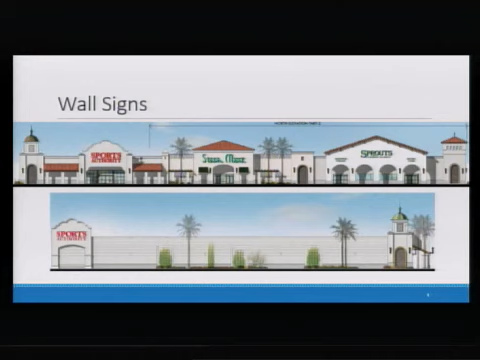 Wall Signs
SPORTS
AUTHORITY
Stein Mart
SPROUTS
SPORTS
AUTHORITY